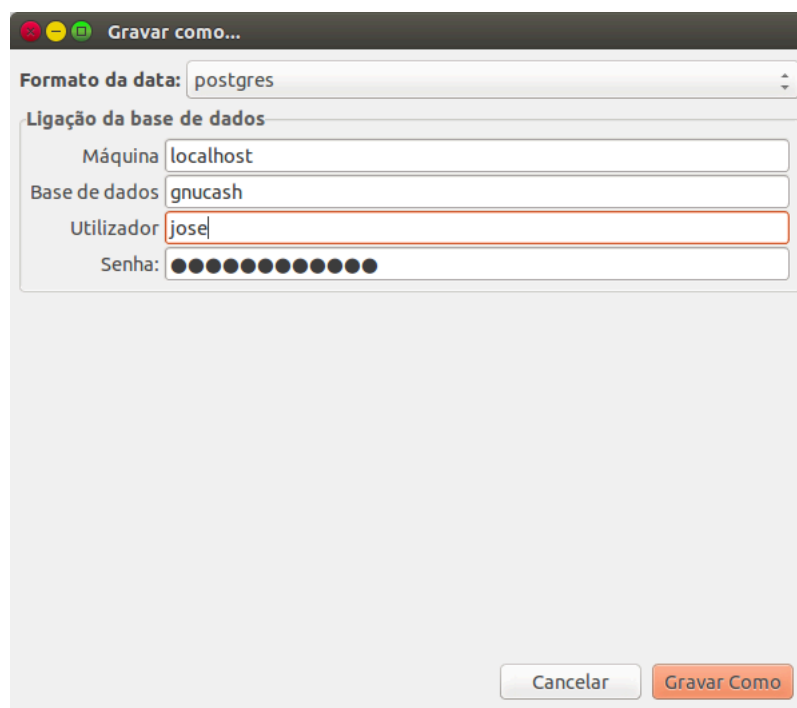 Gravar como...
Formato da data: postgres
Ligação da base de dados
Máquina localhost
Base de dados gnucash
Utilizador jose
Senha: ●●●●●●●●●●●●
Cancelar Gravar Como